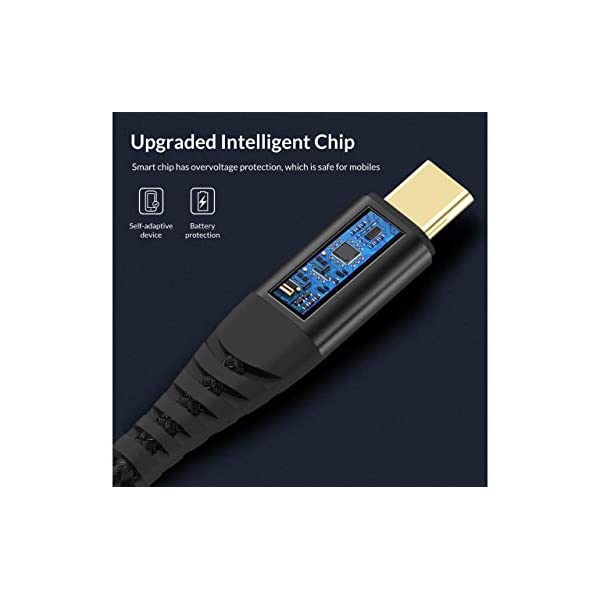 Upgraded Intelligent Chip
Smart chip has overvoltage protection, which is safe for mobiles
Self-adaptive
device
Battery
protection